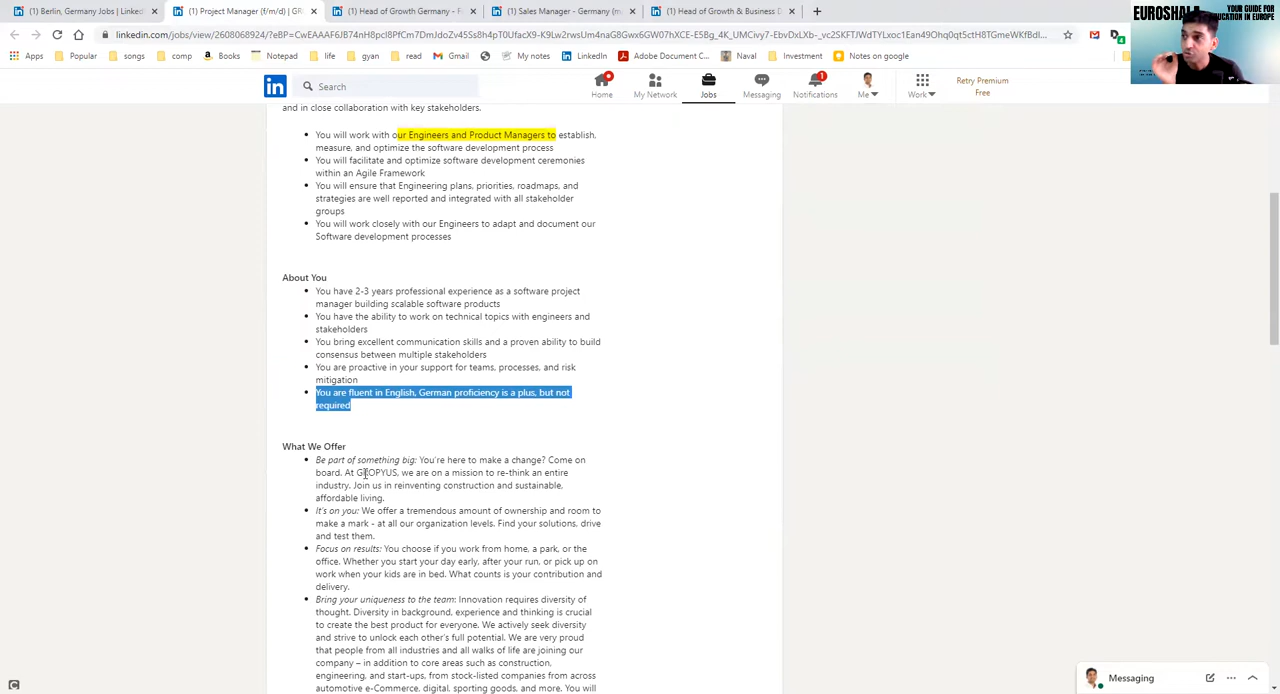 (1) Berlin, Germany Jobs | LinkedI
(1) Project Manager (f/m/d) | GR
(1) Head of Growth Germany - F
(1) Sales Manager - Germany (m
(1) Head of Growth & Business D
EUROSHALA
YOUR GUIDE FOR
EDUCATION IN EUROPE
Apps
Popular
songs
comp
Books
Notepad
life
gyan
read
Gmail
My notes
LinkedIn
Adobe Document C...
Naval
Investment
Notes on google
Search
Home
My Network
Jobs
Messaging
Notifications
Me
Work
Retry Premium
Free
and in close collaboration with key stakeholders.
You will work with our Engineers and Product Managers to establish,
measure, and optimize the software development process
You will facilitate and optimize software development ceremonies
within an Agile Framework
You will ensure that Engineering plans, priorities, roadmaps, and
strategies are well reported and integrated with all stakeholder
groups
You will work closely with our Engineers to adapt and document our
Software development processes
About You
You have 2-3 years professional experience as a software project
manager building scalable software products
You have the ability to work on technical topics with engineers and
stakeholders
You bring excellent communication skills and a proven ability to build
consensus between multiple stakeholders
You are proactive in your support for teams, processes, and risk
mitigation
You are fluent in English, German proficiency is a plus, but not
required
What We Offer
Be part of something big: You're here to make a change? Come on
board. At GROPYUS, we are on a mission to re-think an entire
industry. Join us in reinventing construction and sustainable,
affordable living.
It's on you: We offer a tremendous amount of ownership and room to
make a mark - at all our organization levels. Find your solutions, drive
and test them.
Focus on results: You choose if you work from home, a park, or the
office. Whether you start your day early, after your run, or pick up on
work when your kids are in bed. What counts is your contribution and
delivery.
Bring your uniqueness to the team: Innovation requires diversity of
thought. Diversity in background, experience and thinking is crucial
to create the best product for everyone. We actively seek diversity
and strive to unlock each other's full potential. We are very proud
that people from all industries and all walks of life are joining our
company – in addition to core areas such as construction,
engineering, and start-ups, from stock-listed companies from across
automotive e-Commerce, digital, sporting goods, and more. You will
Messaging